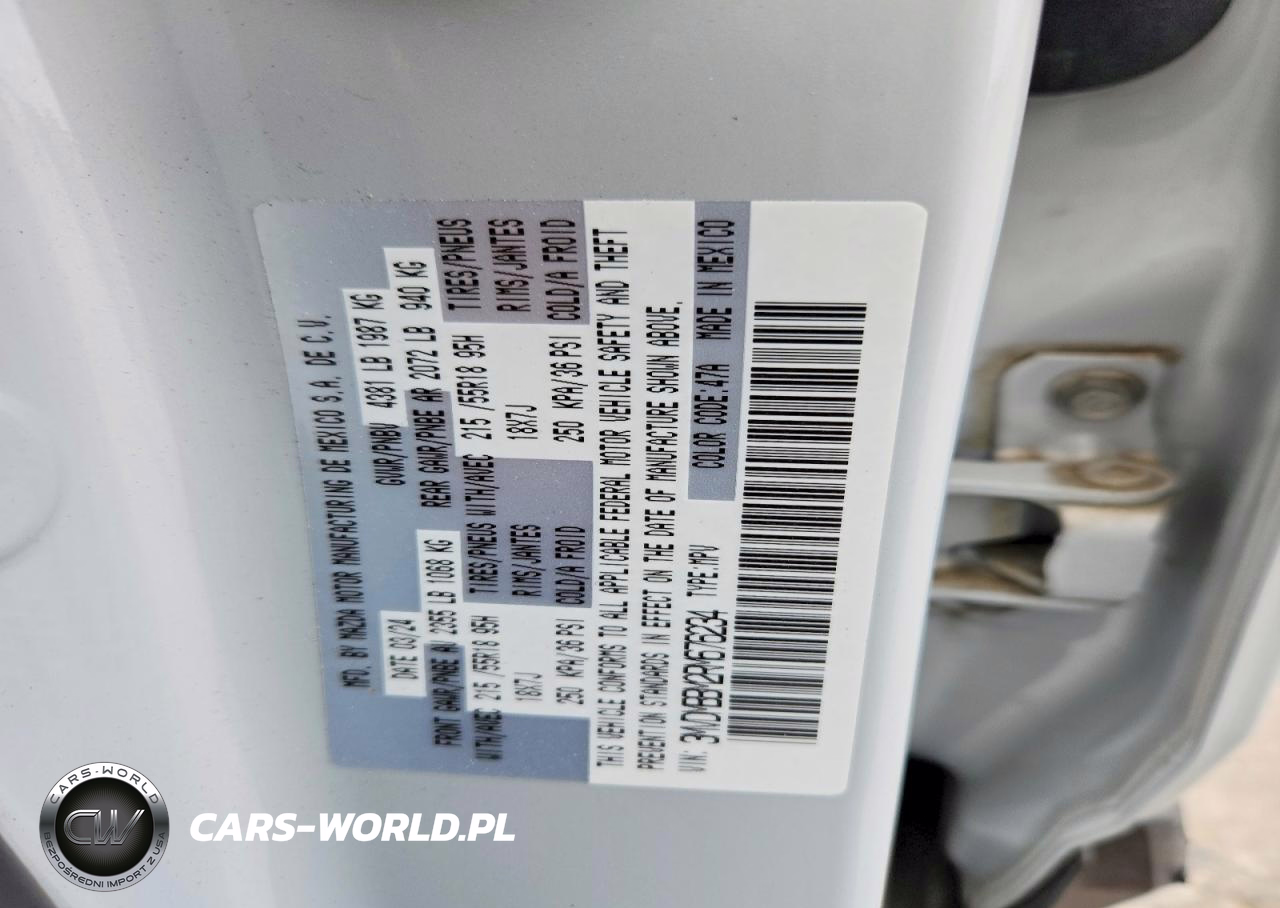 MFD. BY MAZDA MOTOR MANUFACTURING DE MEXICO S.A. DE C.V.
DATE 03/24 GVWR/PNBV 4381 LB 1987 KG
FRONT GAWR/PNBE AV 2355 LB 1068 KG REAR GAWR/PNBE AR 2072 LB 940 KG
WITH/AVEC 215 /55R18 95H TIRES/PNEUS WITH/AVEC 215 /55R18 95H TIRES/PNEUS
18X7J RIMS/JANTES 18X7J RIMS/JANTES
250 KPA/36 PSI COLD/A FROID 250 KPA/36 PSI COLD/A FROID
THIS VEHICLE CONFORMS TO ALL APPLICABLE FEDERAL MOTOR VEHICLE SAFETY AND THEFT
PREVENTION STANDARDS IN EFFECT ON THE DATE OF MANUFACTURE SHOWN ABOVE.
VIN: 3MVDMBBM2RM676234 TYPE:MPV COLOR CODE:47A MADE IN MEXICO
CARS-WORLD
CW
BEZPOŚREDNI IMPORT Z USA
CARS-WORLD.PL